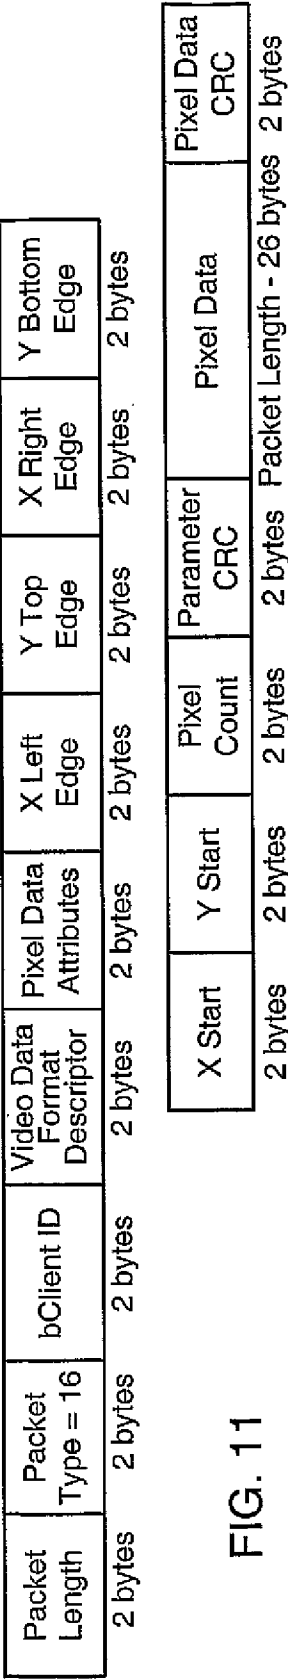 Packet
Length
2 bytes
Packet
Type = 16
2 bytes
bClient ID
2 bytes
Video Data
Format
Descriptor
2 bytes
Pixel Data
Attributes
2 bytes
X Left
Edge
2 bytes
Y Top
Edge
2 bytes
X Right
Edge
2 bytes.
Y Bottom
Edge
2 bytes
X Start
2 bytes
Y Start
2 bytes
Pixel
Count
2 bytes
Parameter
CRC
2 bytes
Pixel Data
Packet Length - 26 bytes
Pixel Data
CRC
2 bytes
FIG. 11